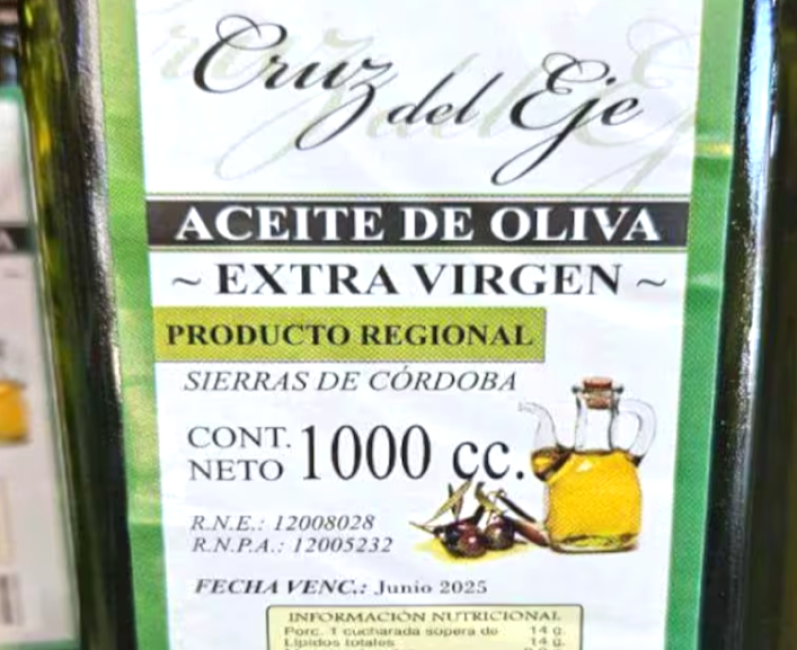 Cruz del Eje
ACEITE DE OLIVA
~ EXTRA VIRGEN ~
PRODUCTO REGIONAL
SIERRAS DE CÓRDOBA
CONT. NETO 1000 cc.
R.N.E.: 12008028
R.N.P.A.: 12005232
FECHA VENC.: Junio 2025
INFORMACIÓN NUTRICIONAL
Porc. 1 cucharada sopera de 14 g.
Lípidos totales 14 g.